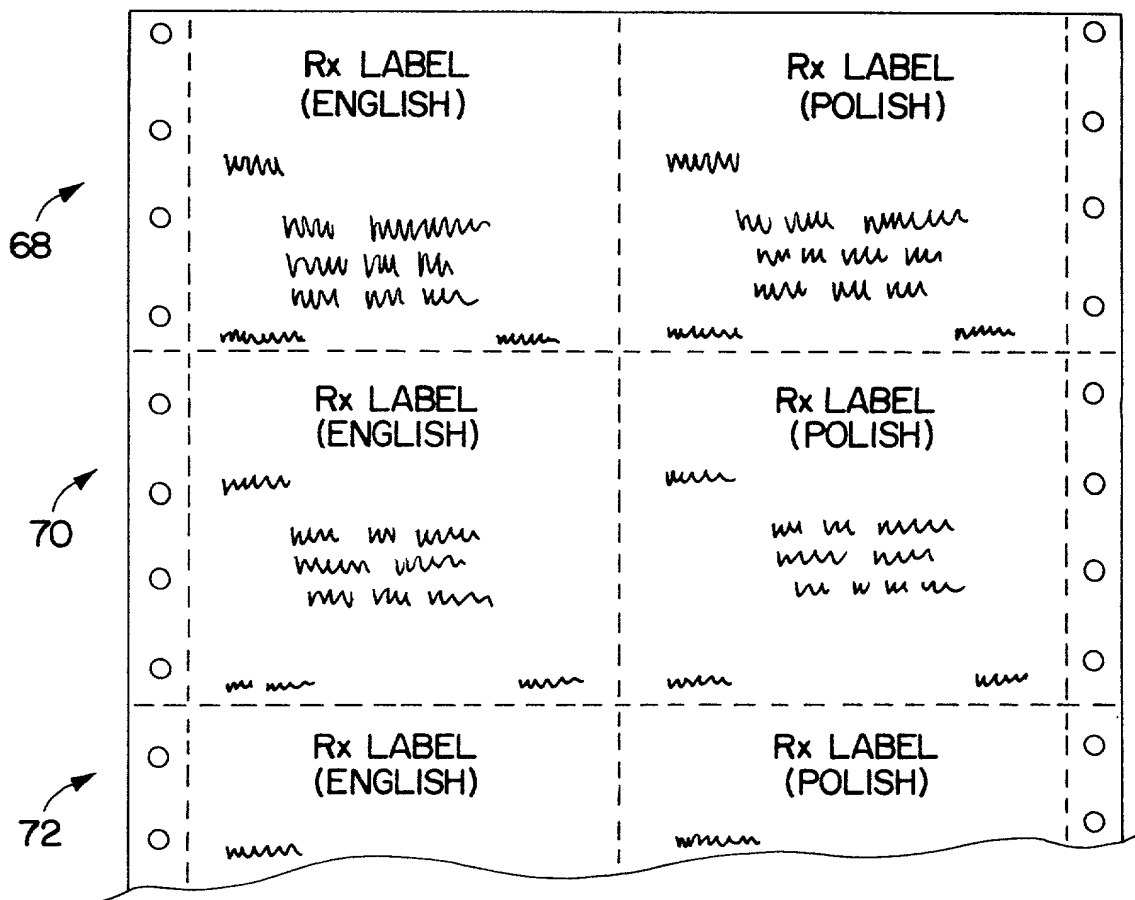 Rx LABEL
(ENGLISH)
Rx LABEL
(POLISH)
68
Rx LABEL
(ENGLISH)
Rx LABEL
(POLISH)
70
Rx LABEL
(ENGLISH)
Rx LABEL
(POLISH)
72